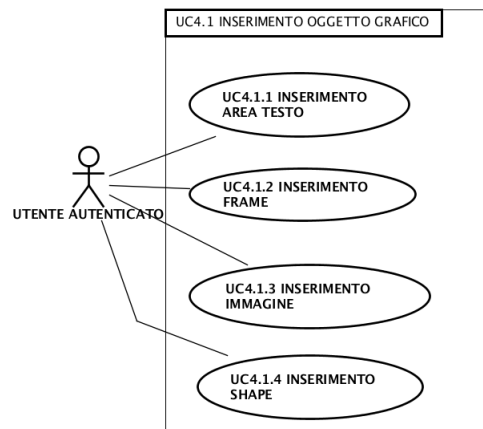 UC4.1 INSERIMENTO OGGETTO GRAFICO
UC4.1.1 INSERIMENTO
AREA TESTO
UC4.1.2 INSERIMENTO
FRAME
UTENTE AUTENTICATO
UC4.1.3 INSERIMENTO
IMMAGINE
UC4.1.4 INSERIMENTO
SHAPE